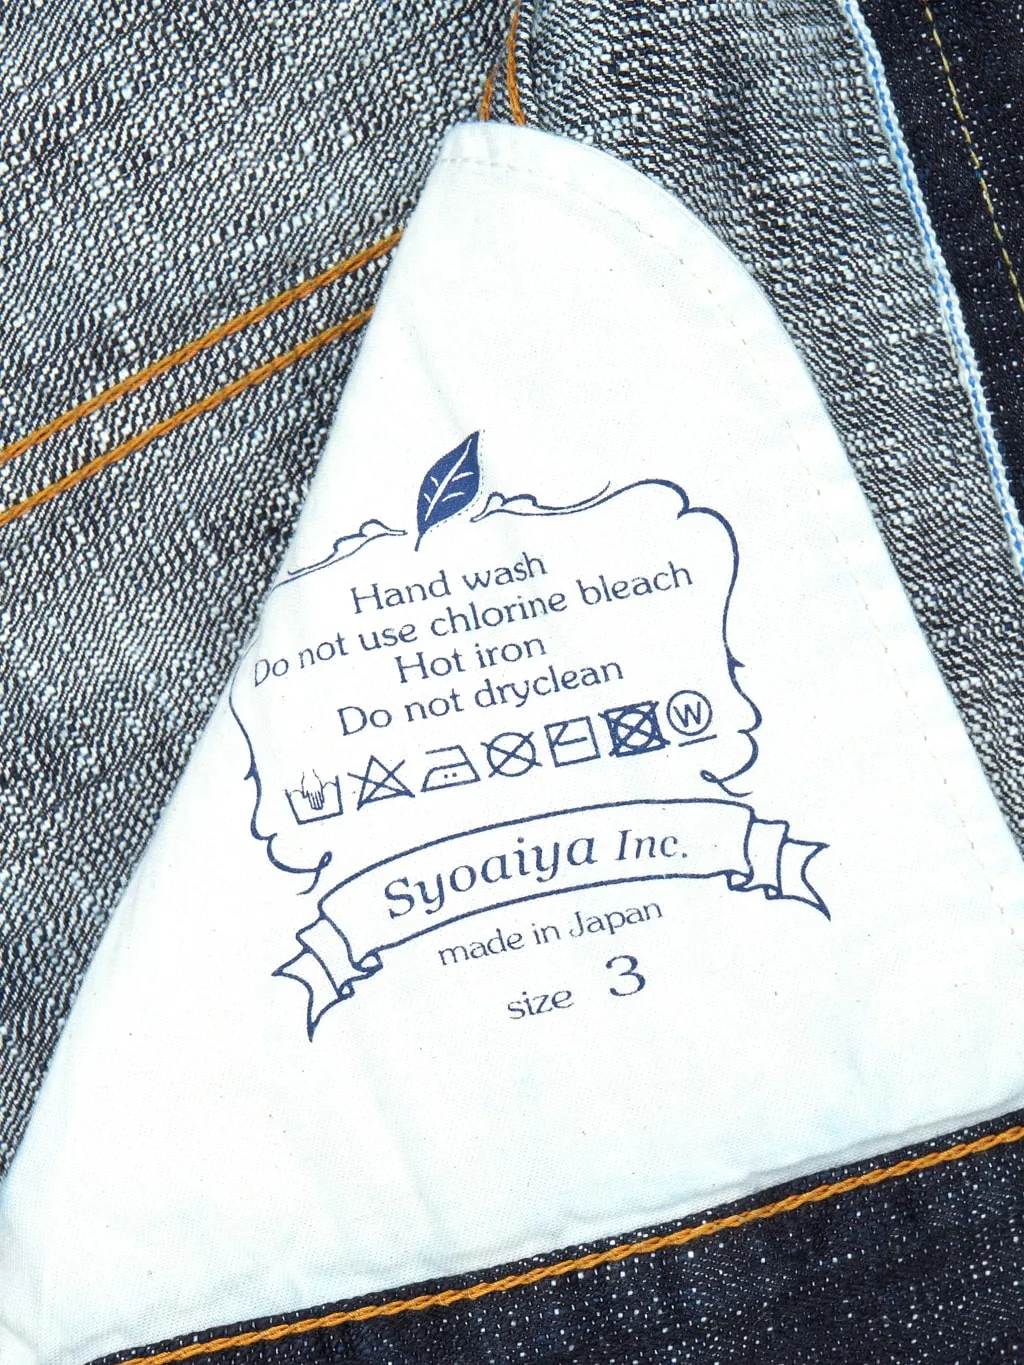 Hand wash
Do not use chlorine bleach
Hot iron
Do not dryclean
W
Syoaiya Inc.
made in Japan
size 3